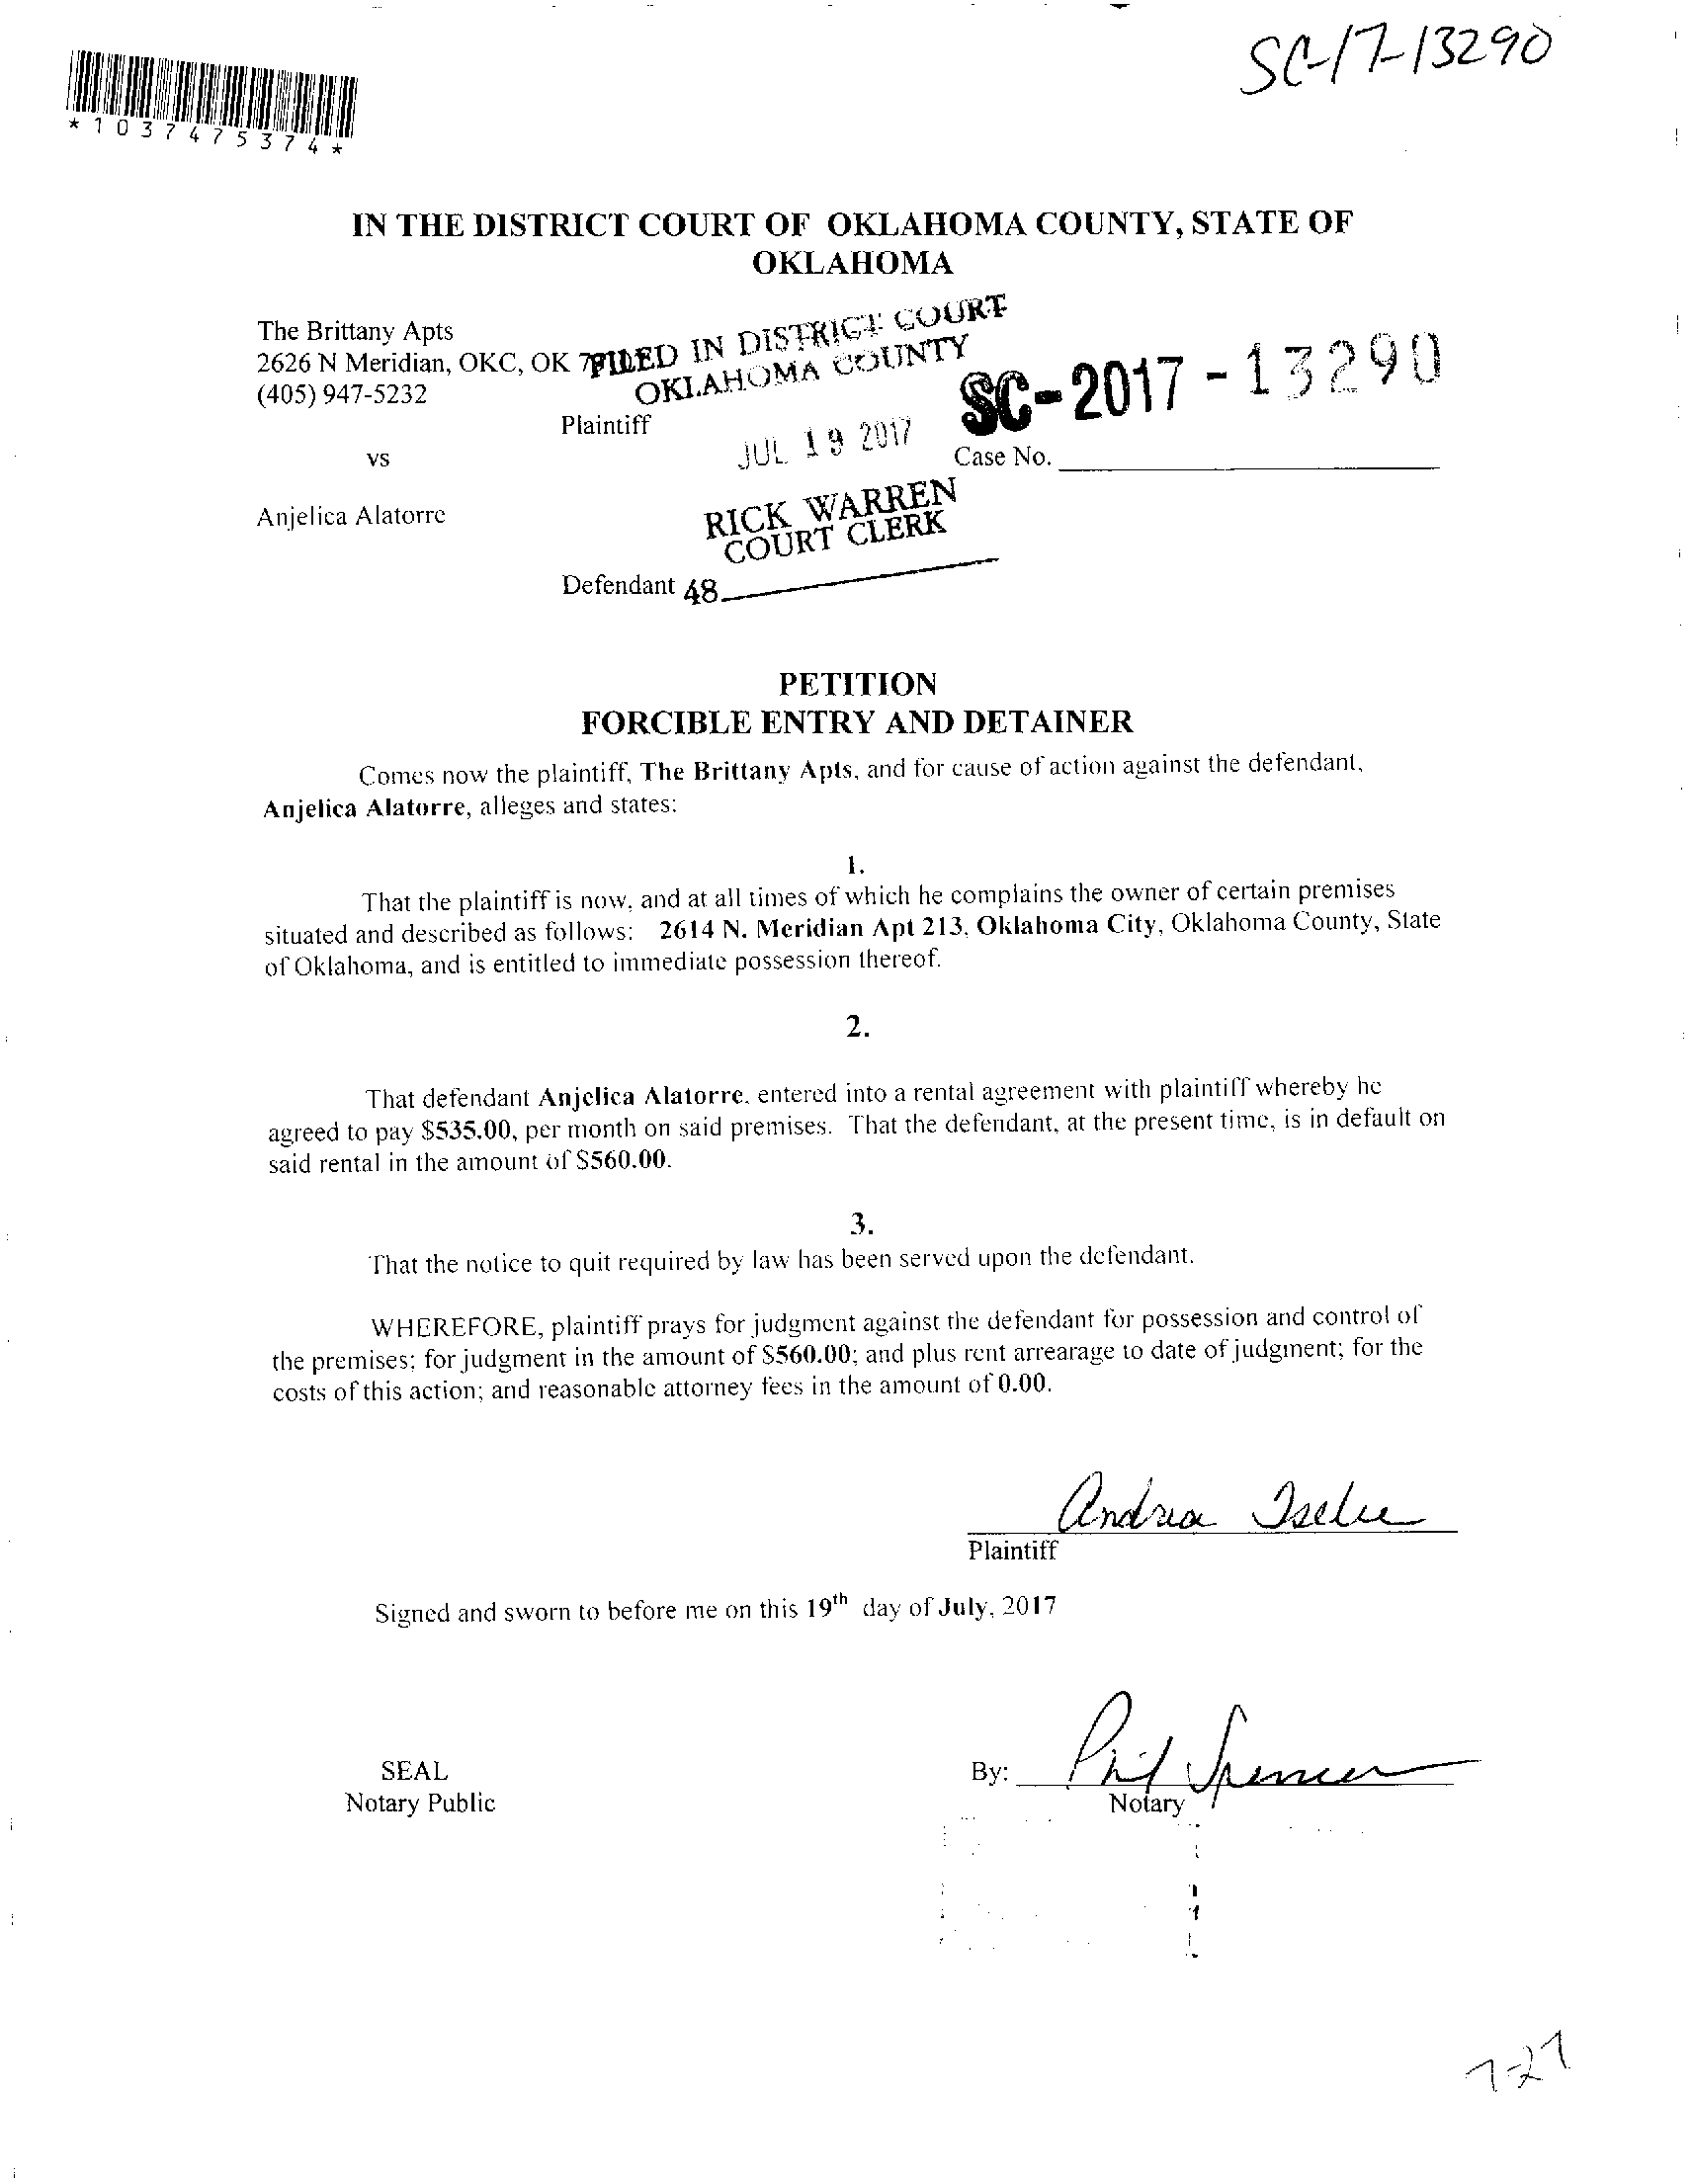 SC-17-13290
*1037475374*
IN THE DISTRICT COURT OF OKLAHOMA COUNTY, STATE OF
OKLAHOMA
The Brittany Apts
2626 N Meridian, OKC, OK 7
(405) 947-5232
Plaintiff
vs
Anjelica Alatorre
Defendant
FILED IN DISTRICT COURT
OKLAHOMA COUNTY
JUL 19 2017
RICK WARREN
COURT CLERK
48
SC-2017-13290
Case No.
PETITION
FORCIBLE ENTRY AND DETAINER
Comes now the plaintiff, The Brittany Apts, and for cause of action against the defendant,
Anjelica Alatorre, alleges and states:
1.
That the plaintiff is now, and at all times of which he complains the owner of certain premises
situated and described as follows: 2614 N. Meridian Apt 213, Oklahoma City, Oklahoma County, State
of Oklahoma, and is entitled to immediate possession thereof.
2.
That defendant Anjelica Alatorre, entered into a rental agreement with plaintiff whereby he
agreed to pay $535.00, per month on said premises. That the defendant, at the present time, is in default on
said rental in the amount of $560.00.
3.
That the notice to quit required by law has been served upon the defendant.
WHEREFORE, plaintiff prays for judgment against the defendant for possession and control of
the premises; for judgment in the amount of $560.00; and plus rent arrearage to date of judgment; for the
costs of this action; and reasonable attorney fees in the amount of 0.00.
Andrea
Plaintiff
Signed and sworn to before me on this 19th day of July, 2017
SEAL
Notary Public
By: Phil Spencer
Notary
7-27